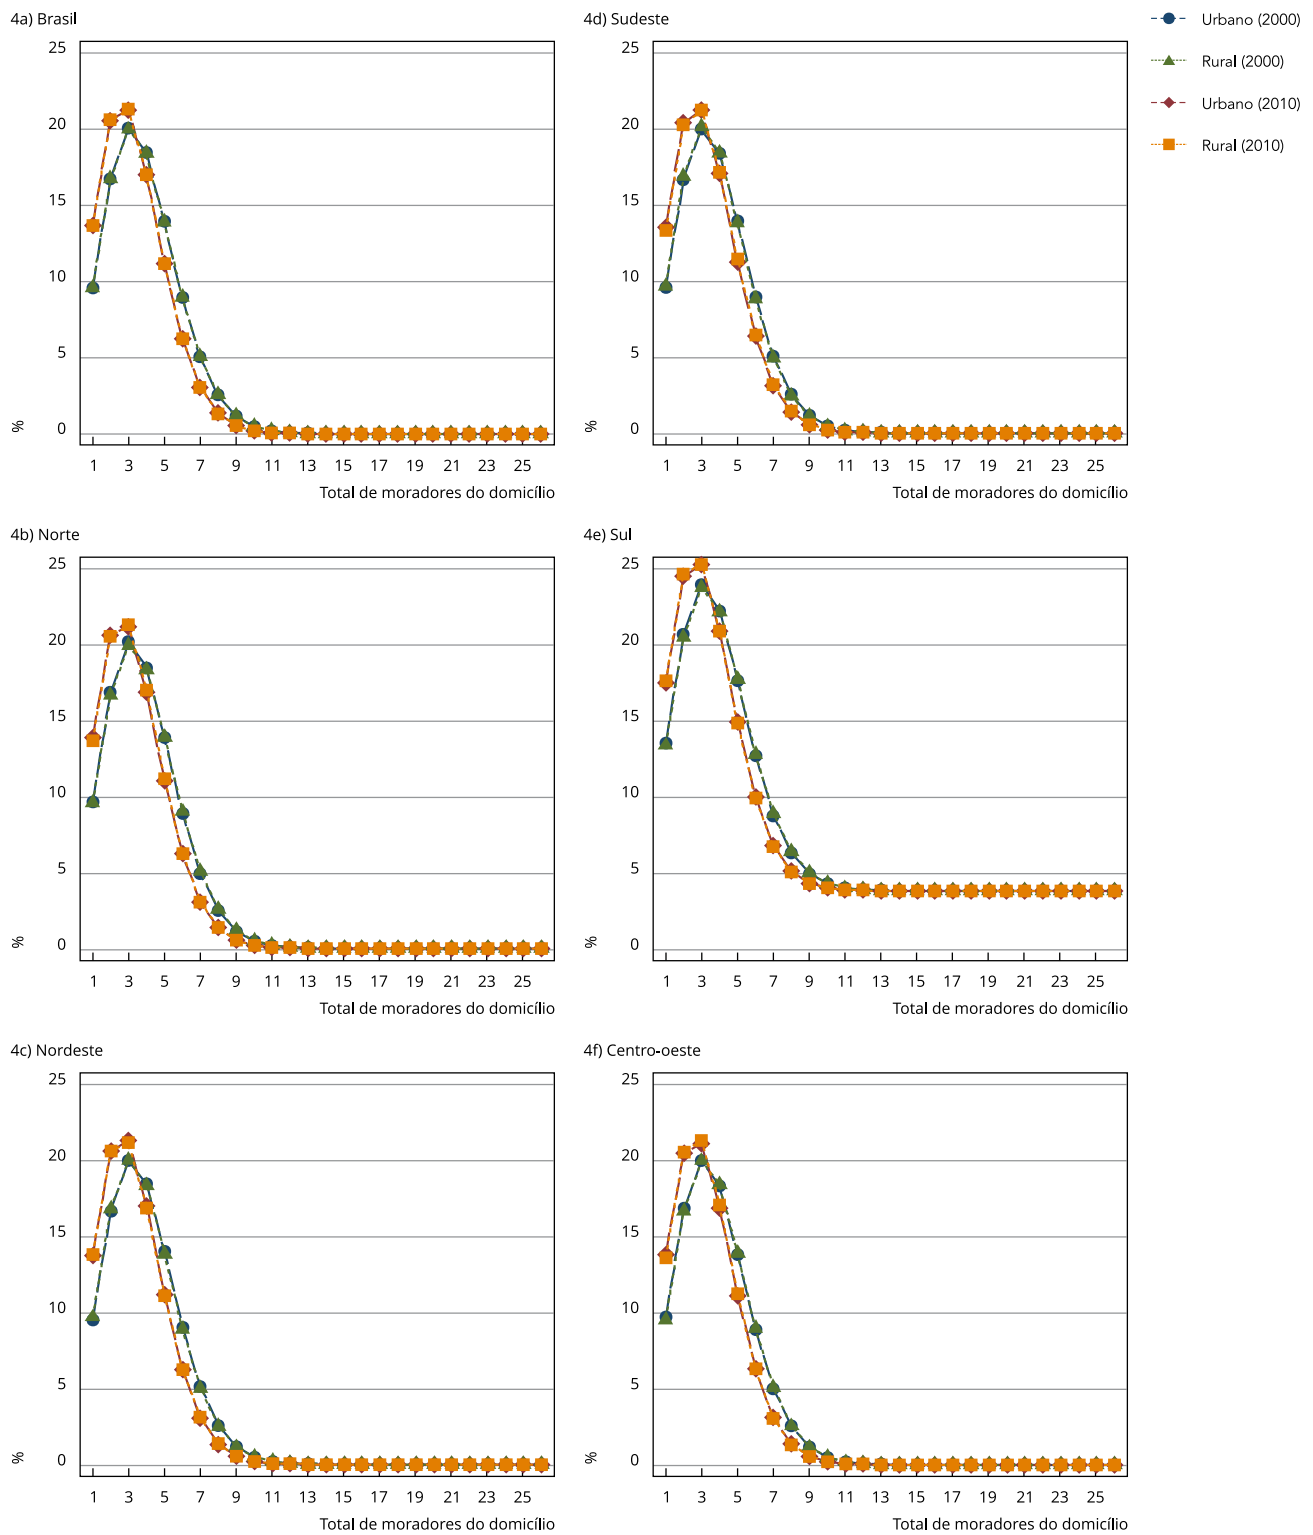 4a) Brasil
25
20
15
10
5
0
%
1 3 5 7 9 11 13 15 17 19 21 23 25
Total de moradores do domicílio
4d) Sudeste
25
20
15
10
5
0
%
1 3 5 7 9 11 13 15 17 19 21 23 25
Total de moradores do domicílio
Urbano (2000)
Rural (2000)
Urbano (2010)
Rural (2010)
4b) Norte
25
20
15
10
5
0
%
1 3 5 7 9 11 13 15 17 19 21 23 25
Total de moradores do domicílio
4e) Sul
25
20
15
10
5
0
%
1 3 5 7 9 11 13 15 17 19 21 23 25
Total de moradores do domicílio
4c) Nordeste
25
20
15
10
5
0
%
1 3 5 7 9 11 13 15 17 19 21 23 25
Total de moradores do domicílio
4f) Centro-oeste
25
20
15
10
5
0
%
1 3 5 7 9 11 13 15 17 19 21 23 25
Total de moradores do domicílio